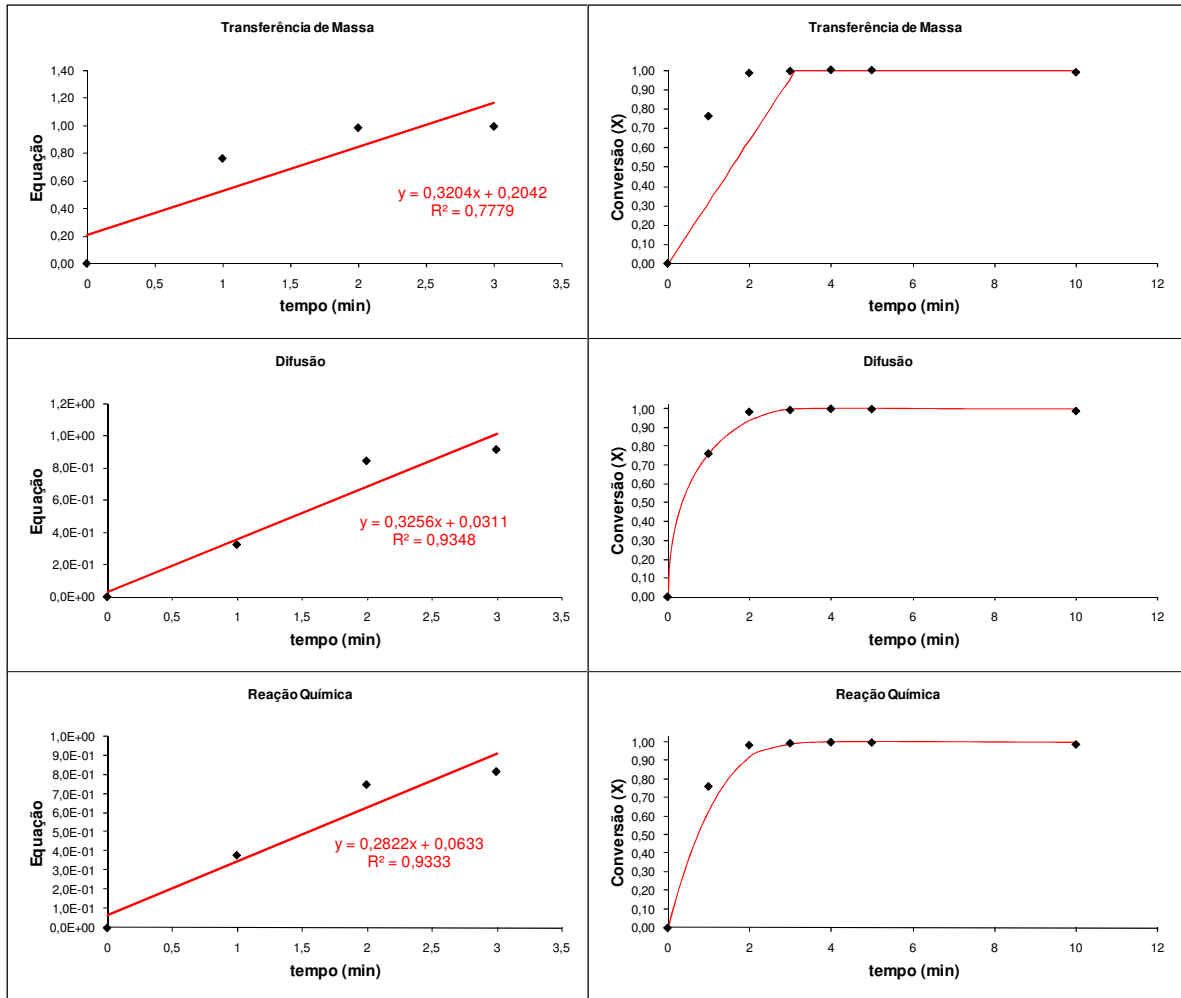 Transferência de Massa
1,40
1,20
1,00
0,80
0,60
0,40
0,20
0,00
Equação
y = 0,3204x + 0,2042
R² = 0,7779
0 0,5 1 1,5 2 2,5 3 3,5
tempo (min)
Transferência de Massa
1,00
0,90
0,80
0,70
0,60
0,50
0,40
0,30
0,20
0,10
0,00
Conversão (X)
0 2 4 6 8 10 12
tempo (min)
Difusão
1,2E+00
1,0E+00
8,0E-01
6,0E-01
4,0E-01
2,0E-01
0,0E+00
Equação
y = 0,3256x + 0,0311
R² = 0,9348
0 0,5 1 1,5 2 2,5 3 3,5
tempo (min)
Difusão
1,00
0,90
0,80
0,70
0,60
0,50
0,40
0,30
0,20
0,10
0,00
Conversão (X)
0 2 4 6 8 10 12
tempo (min)
Reação Química
1,0E+00
9,0E-01
8,0E-01
7,0E-01
6,0E-01
5,0E-01
4,0E-01
3,0E-01
2,0E-01
1,0E-01
0,0E+00
Equação
y = 0,2822x + 0,0633
R² = 0,9333
0 0,5 1 1,5 2 2,5 3 3,5
tempo (min)
Reação Química
1,00
0,90
0,80
0,70
0,60
0,50
0,40
0,30
0,20
0,10
0,00
Conversão (X)
0 2 4 6 8 10 12
tempo (min)